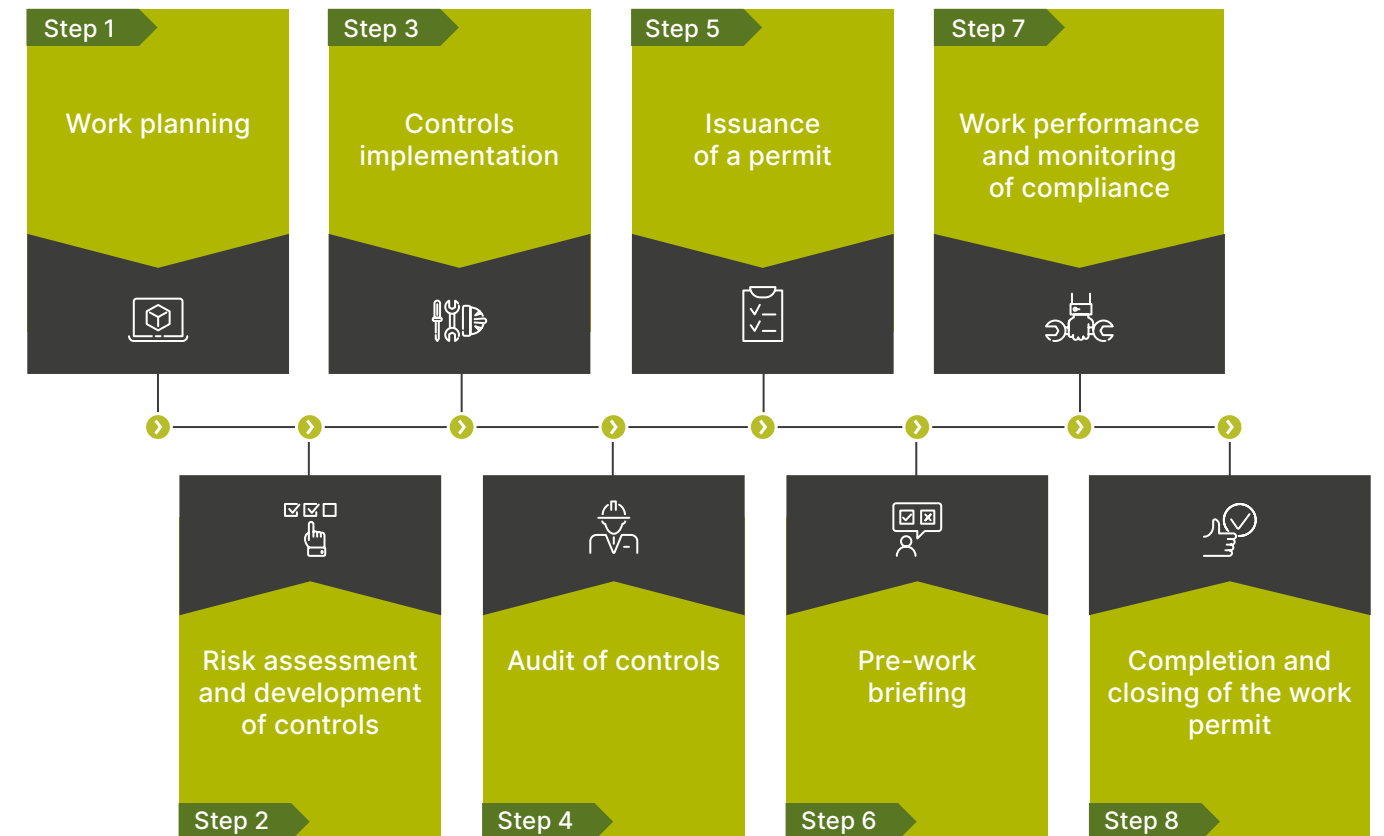 Step 1
Work planning
Step 2
Risk assessment
and development
of controls
Step 3
Controls
implementation
Step 4
Audit of controls
Step 5
Issuance
of a permit
Step 6
Pre-work
briefing
Step 7
Work performance
and monitoring
of compliance
Step 8
Completion and
closing of the work
permit